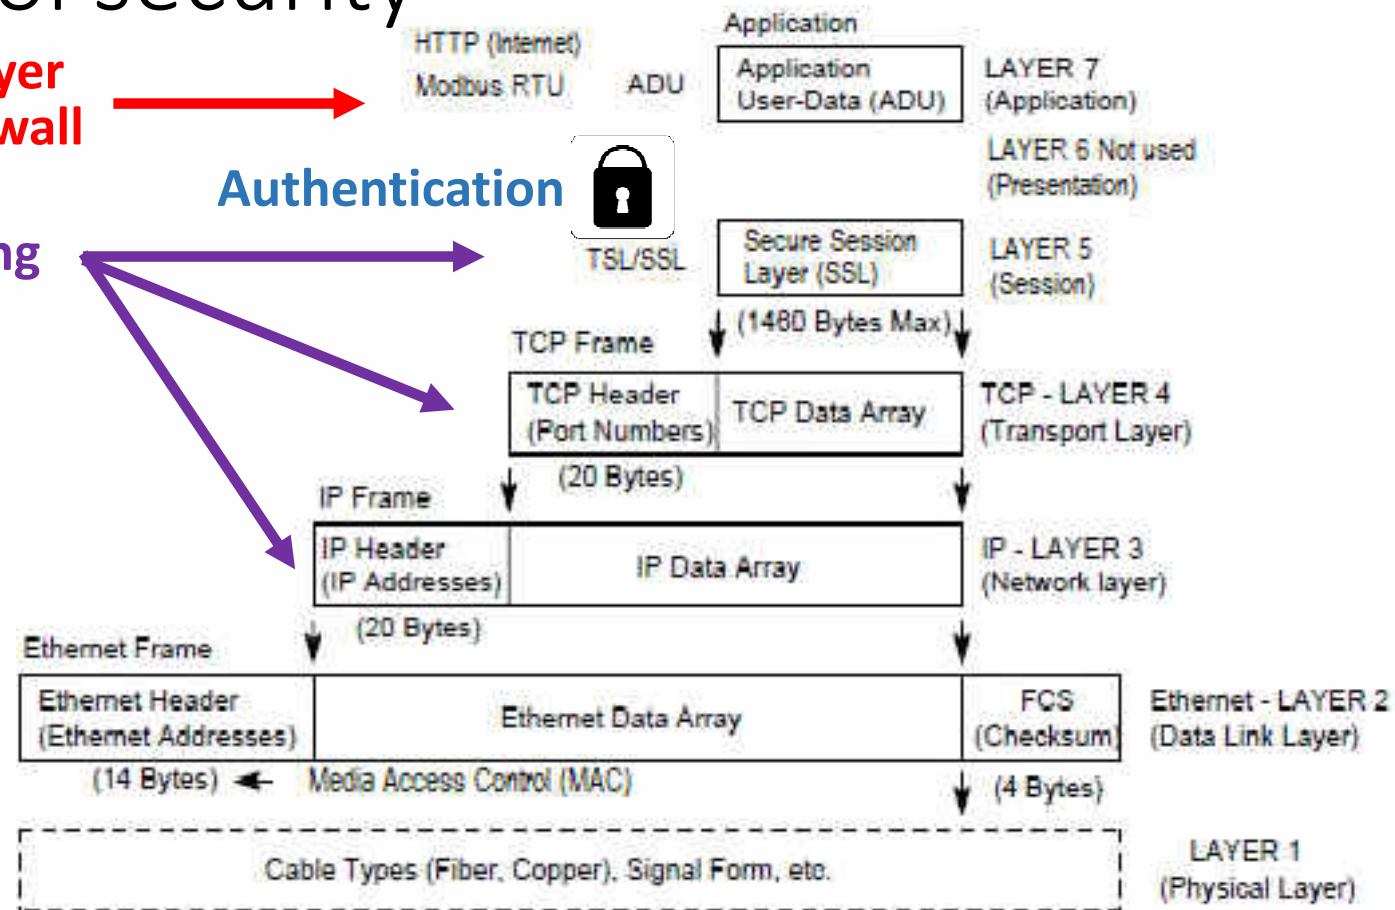 of security
HTTP (Internet)
Modbus RTU
ADU
yer
wall
Application
Application
User-Data (ADU)
LAYER 7
(Application)
LAYER 6 Not used
(Presentation)
Authentication
ng
TSL/SSL
Secure Session
Layer (SSL)
LAYER 5
(Session)
(1460 Bytes Max)
TCP Frame
TCP Header
(Port Numbers)
TCP Data Array
TCP - LAYER 4
(Transport Layer)
(20 Bytes)
IP Frame
IP Header
(IP Addresses)
IP Data Array
IP - LAYER 3
(Network layer)
(20 Bytes)
Ethernet Frame
Ethernet Header
(Ethernet Addresses)
Ethernet Data Array
FCS
(Checksum)
Ethernet - LAYER 2
(Data Link Layer)
(14 Bytes)
Media Access Control (MAC)
(4 Bytes)
Cable Types (Fiber, Copper), Signal Form, etc.
LAYER 1
(Physical Layer)